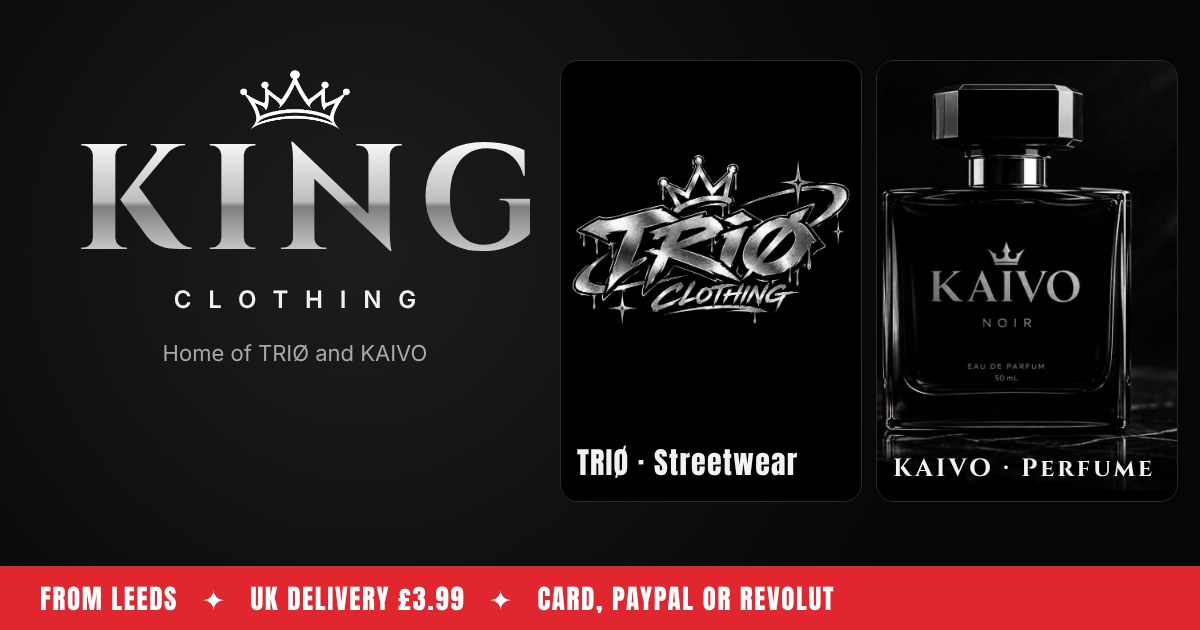 KING
CLOTHING
Home of TRIØ and KAIVO
TRiØ
CLOTHING
TRIØ · Streetwear
KAIVO
NOIR
EAU DE PARFUM
50 mL
KAIVO · PERFUME
FROM LEEDS ✦ UK DELIVERY £3.99 ✦ CARD, PAYPAL OR REVOLUT